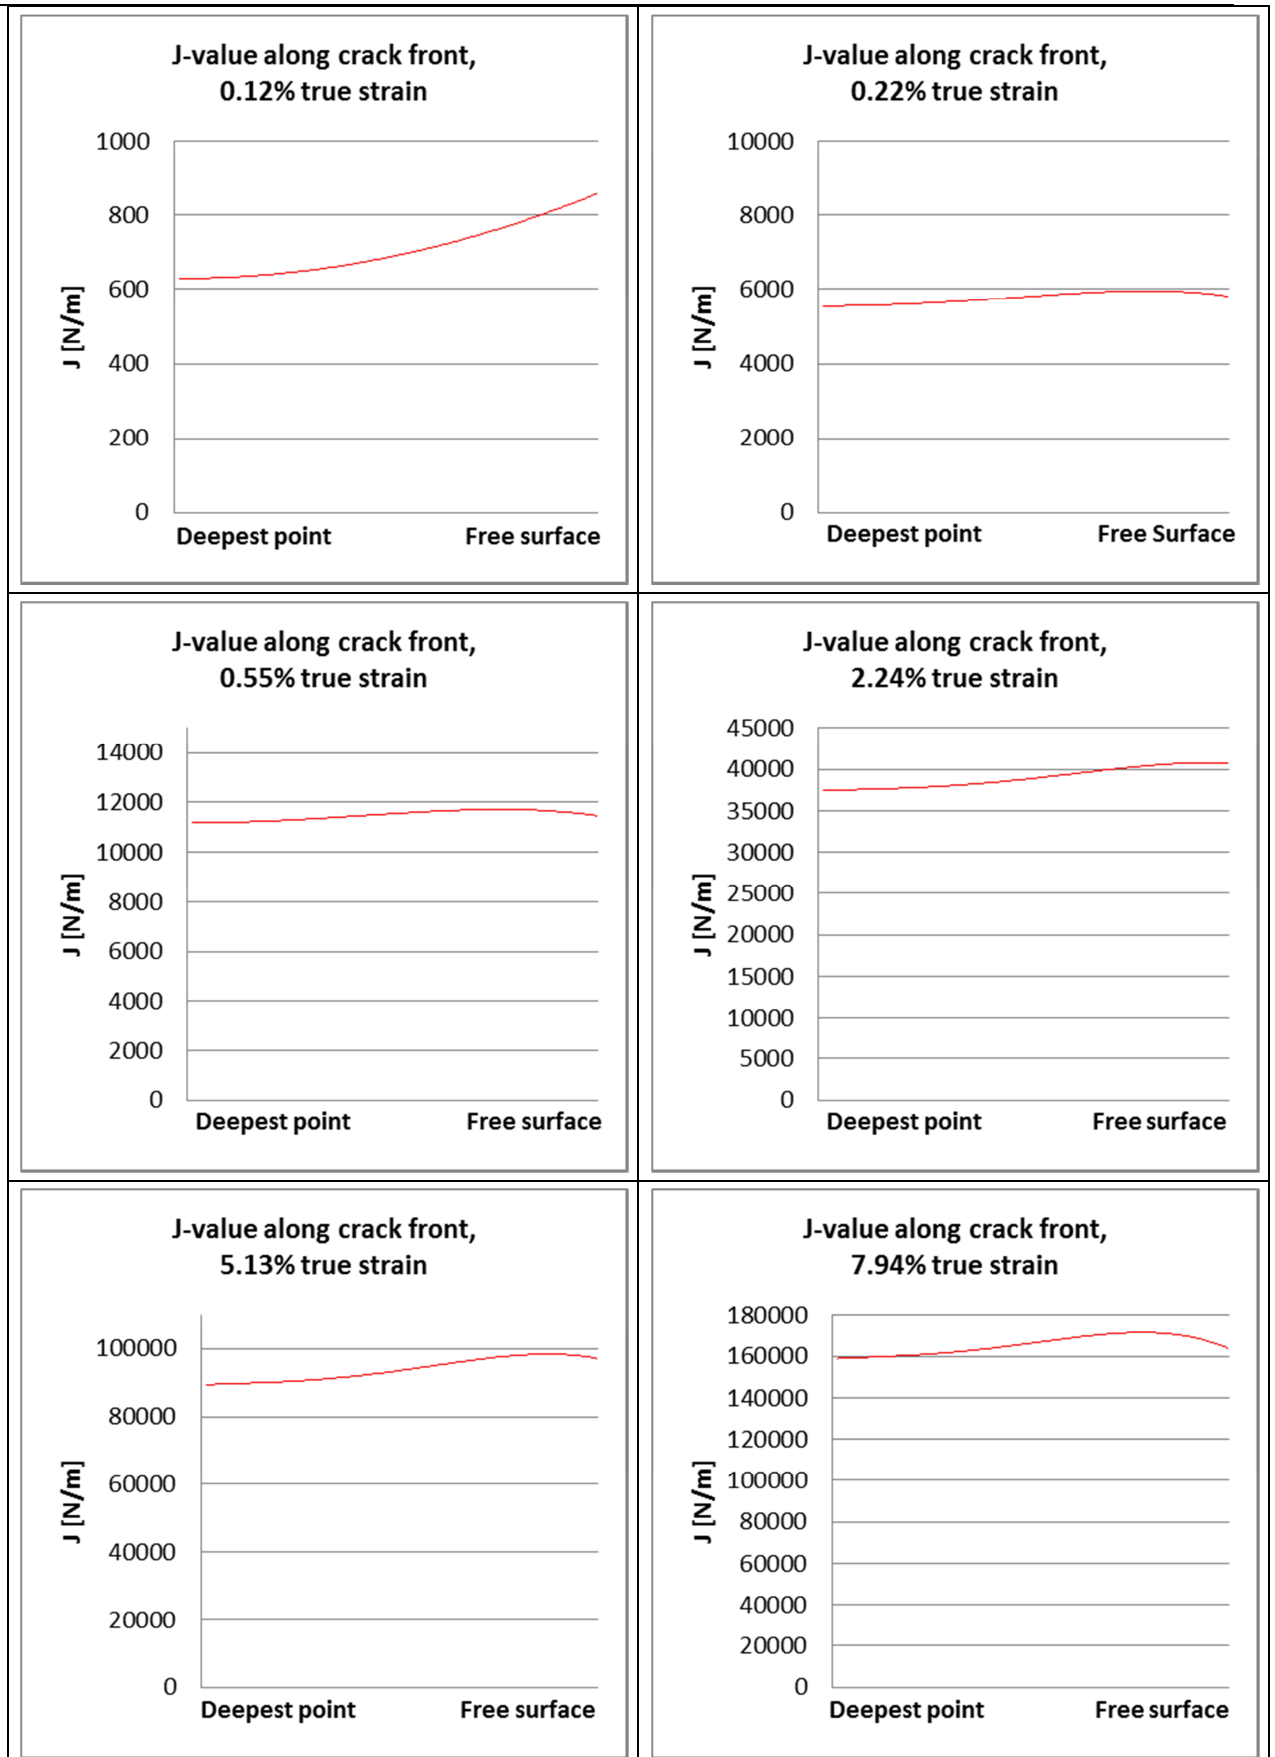 J-value along crack front,
0.12% true strain
1000
800
600
400
200
0
J [N/m]
Deepest point Free surface
J-value along crack front,
0.22% true strain
10000
8000
6000
4000
2000
0
J [N/m]
Deepest point Free Surface
J-value along crack front,
0.55% true strain
14000
12000
10000
8000
6000
4000
2000
0
J [N/m]
Deepest point Free surface
J-value along crack front,
2.24% true strain
45000
40000
35000
30000
25000
20000
15000
10000
5000
0
J [N/m]
Deepest point Free surface
J-value along crack front,
5.13% true strain
100000
80000
60000
40000
20000
0
J [N/m]
Deepest point Free surface
J-value along crack front,
7.94% true strain
180000
160000
140000
120000
100000
80000
60000
40000
20000
0
J [N/m]
Deepest point Free surface